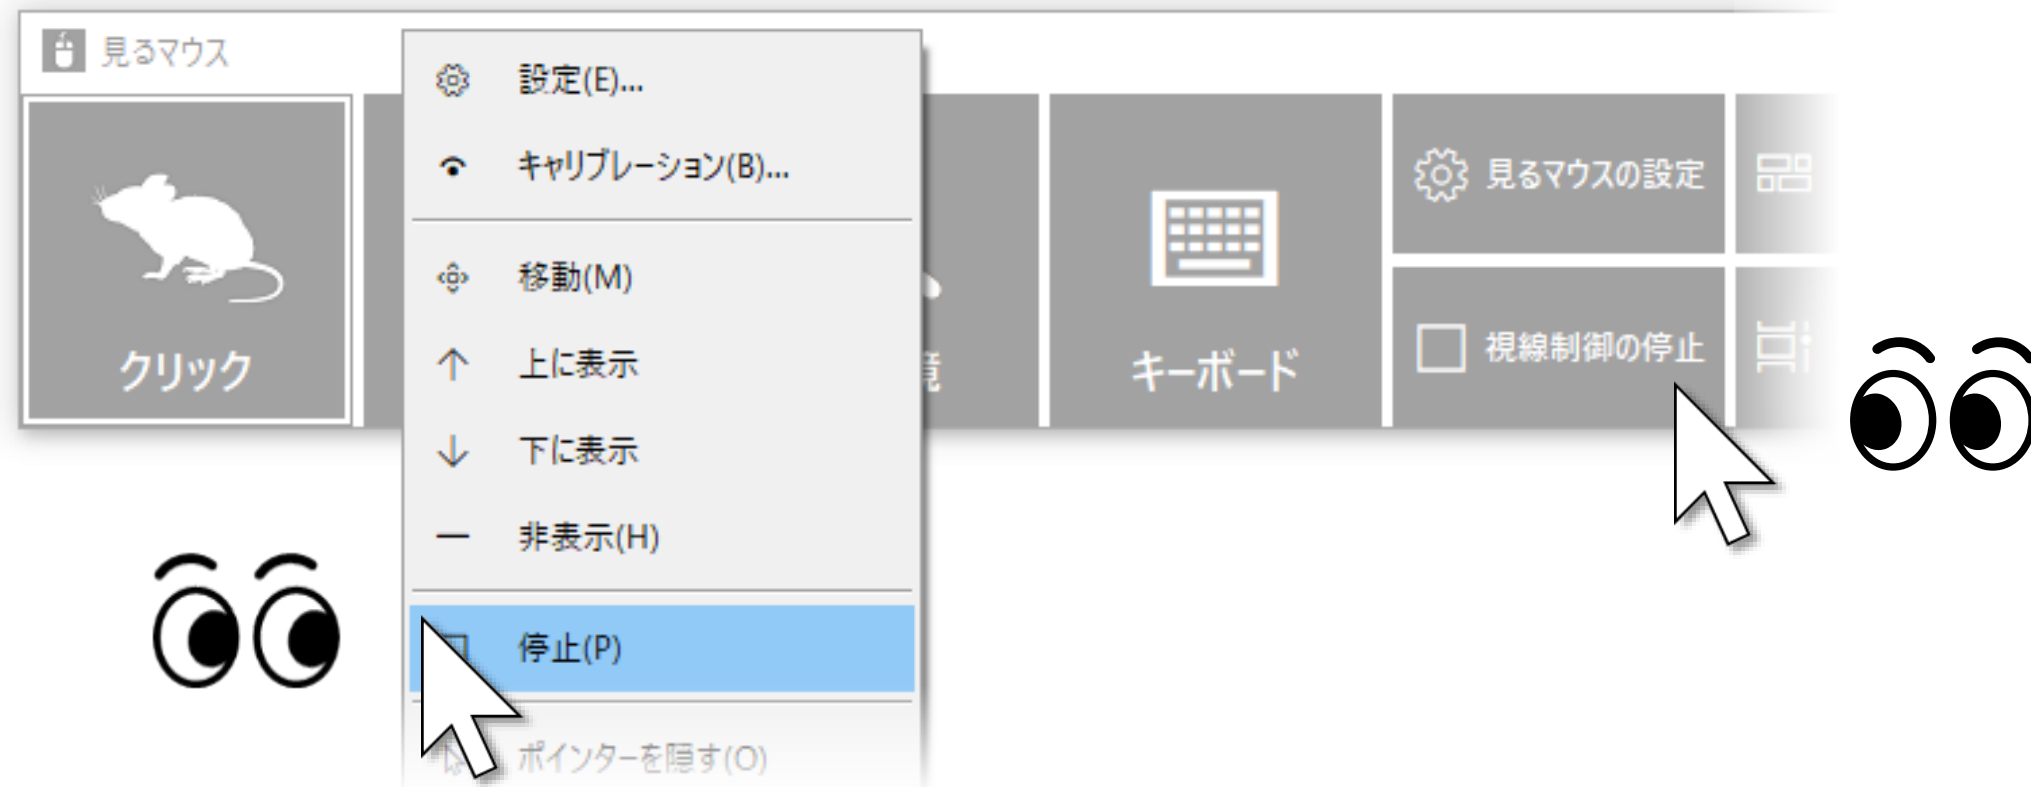 見るマウス
設定(E)...
キャリブレーション(B)...
移動(M)
上に表示
下に表示
非表示(H)
停止(P)
ポインターを隠す(O)
クリック
キーボード
見るマウスの設定
視線制御の停止